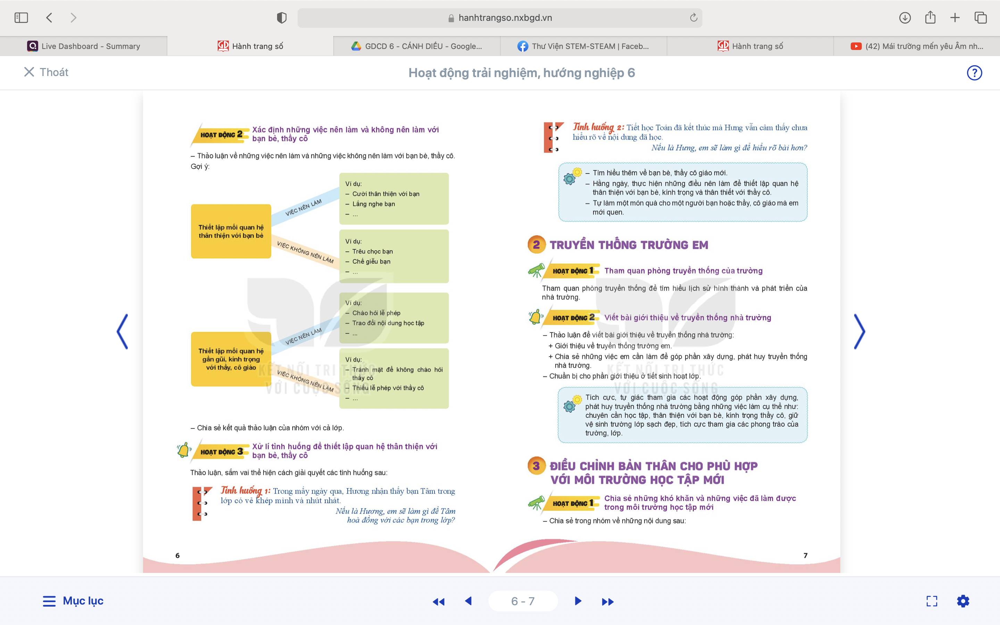 hanhtrangso.nxbgd.vn
Live Dashboard - Summary
Hành trang số
GDCD 6 - CÁNH DIỀU - Google...
Thư Viện STEM-STEAM | Faceb...
Hành trang số
(42) Mái trường mến yêu Âm nh...
Thoát
Hoạt động trải nghiệm, hướng nghiệp 6
?
HOẠT ĐỘNG 2
Xác định những việc nên làm và không nên làm với
bạn bè, thầy cô
– Thảo luận về những việc nên làm và những việc không nên làm với bạn bè, thầy cô.
Gợi ý:
Thiết lập mối quan hệ
thân thiện với bạn bè
VIỆC NÊN LÀM
Ví dụ:
– Cười thân thiện với bạn
– Lắng nghe bạn
– ...
VIỆC KHÔNG NÊN LÀM
Ví dụ:
– Trêu chọc bạn
– Chế giễu bạn
– ...
Thiết lập mối quan hệ
gần gũi, kính trọng
với thầy, cô giáo
VIỆC NÊN LÀM
Ví dụ:
– Chào hỏi lễ phép
– Trao đổi nội dung học tập
– ...
VIỆC KHÔNG NÊN LÀM
Ví dụ:
– Tránh mặt để không chào hỏi
thầy cô
– Thiếu lễ phép với thầy cô
– ...
KẾT NỐI TRI THỨC
VỚI CUỘC SỐNG
– Chia sẻ kết quả thảo luận của nhóm với cả lớp.
HOẠT ĐỘNG 3
Xử lí tình huống để thiết lập quan hệ thân thiện với
bạn bè, thầy cô
Thảo luận, sắm vai thể hiện cách giải quyết các tình huống sau:
Tình huống 1: Trong mấy ngày qua, Hương nhận thấy bạn Tâm trong
lớp có vẻ khép mình và nhút nhát.
Nếu là Hương, em sẽ làm gì để Tâm
hoà đồng với các bạn trong lớp?
6
Tình huống 2: Tiết học Toán đã kết thúc mà Hưng vẫn cảm thấy chưa
hiểu rõ về nội dung đã học.
Nếu là Hưng, em sẽ làm gì để hiểu rõ bài hơn?
– Tìm hiểu thêm về bạn bè, thầy cô giáo mới.
– Hằng ngày, thực hiện những điều nên làm để thiết lập quan hệ
thân thiện với bạn bè, kính trọng và thân thiết với thầy cô.
– Tự làm một món quà cho một người bạn hoặc thầy, cô giáo mà em
mới quen.
2 TRUYỀN THỐNG TRƯỜNG EM
HOẠT ĐỘNG 1
Tham quan phòng truyền thống của trường
Tham quan phòng truyền thống để tìm hiểu lịch sử hình thành và phát triển của
nhà trường.
HOẠT ĐỘNG 2
Viết bài giới thiệu về truyền thống nhà trường
– Thảo luận để viết bài giới thiệu về truyền thống nhà trường:
+ Giới thiệu về truyền thống trường em.
+ Chia sẻ những việc em cần làm để góp phần xây dựng, phát huy truyền thống
nhà trường.
– Chuẩn bị cho phần giới thiệu ở tiết sinh hoạt lớp.
KẾT NỐI TRI THỨC
VỚI CUỘC SỐNG
Tích cực, tự giác tham gia các hoạt động góp phần xây dựng,
phát huy truyền thống nhà trường bằng những việc làm cụ thể như:
chuyên cần học tập, thân thiện với bạn bè, kính trọng thầy cô, giữ
vệ sinh trường lớp sạch đẹp, tích cực tham gia các phong trào của
trường, lớp.
3 ĐIỀU CHỈNH BẢN THÂN CHO PHÙ HỢP
VỚI MÔI TRƯỜNG HỌC TẬP MỚI
HOẠT ĐỘNG 1
Chia sẻ những khó khăn và những việc đã làm được
trong môi trường học tập mới
– Chia sẻ trong nhóm về những nội dung sau:
7
Mục lục
6 - 7